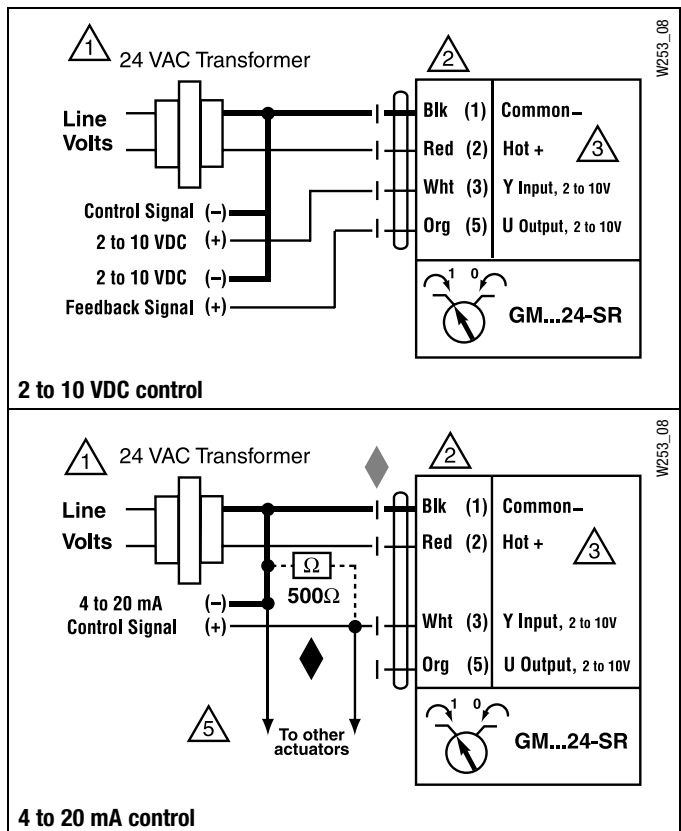 1
24 VAC Transformer
2
W253_08
Line
Volts
Blk (1) Common –
Red (2) Hot +
3
Wht (3) Y Input, 2 to 10V
Org (5) U Output, 2 to 10V
Control Signal (–)
2 to 10 VDC (+)
2 to 10 VDC (–)
Feedback Signal (+)
1 0
GM...24-SR
2 to 10 VDC control
1
24 VAC Transformer
2
W253_08
Line
Volts
Blk (1) Common –
Red (2) Hot +
3
Ω
500Ω
4 to 20 mA (–)
Control Signal (+)
Wht (3) Y Input, 2 to 10V
Org (5) U Output, 2 to 10V
5
To other
actuators
1 0
GM...24-SR
4 to 20 mA control